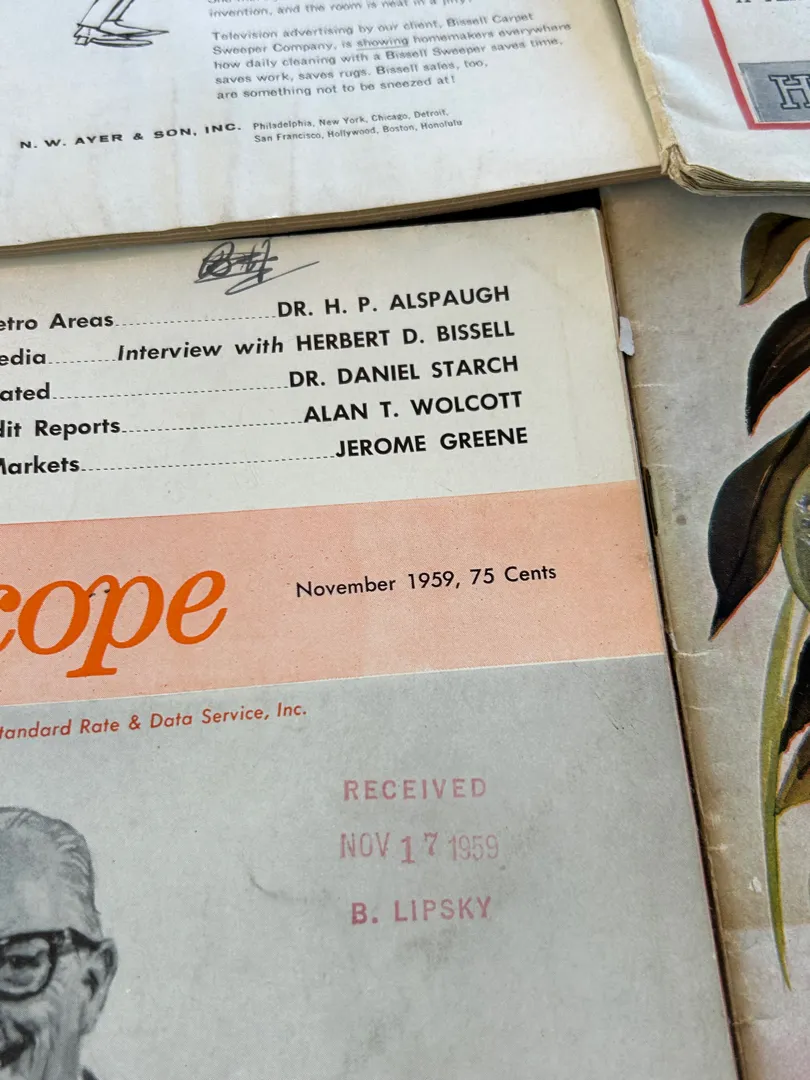 invention, and the room is neat in a jiffy.
Television advertising by our client, Bissell Carpet
Sweeper Company, is showing homemakers everywhere
how daily cleaning with a Bissell Sweeper saves time,
saves work, saves rugs. Bissell sales, too,
are something not to be sneezed at!
N. W. AYER & SON, INC. Philadelphia, New York, Chicago, Detroit,
San Francisco, Hollywood, Boston, Honolulu
H
etro Areas DR. H. P. ALSPAUGH
edia Interview with HERBERT D. BISSELL
ated DR. DANIEL STARCH
dit Reports ALAN T. WOLCOTT
Markets JEROME GREENE
cope
November 1959, 75 Cents
tandard Rate & Data Service, Inc.
RECEIVED
NOV 17 1959
B. LIPSKY